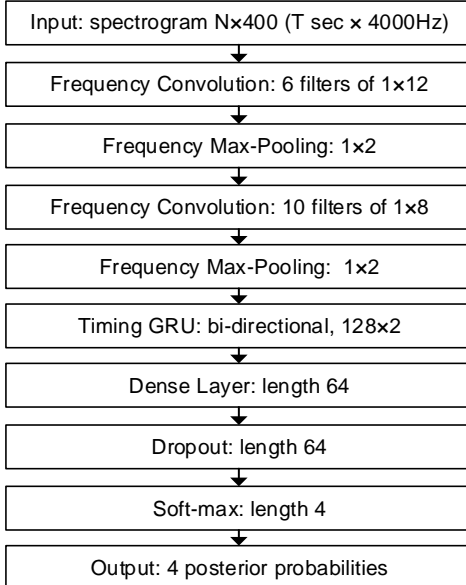 Input: spectrogram N×400 (T sec × 4000Hz)
Frequency Convolution: 6 filters of 1×12
Frequency Max-Pooling: 1×2
Frequency Convolution: 10 filters of 1×8
Frequency Max-Pooling: 1×2
Timing GRU: bi-directional, 128×2
Dense Layer: length 64
Dropout: length 64
Soft-max: length 4
Output: 4 posterior probabilities